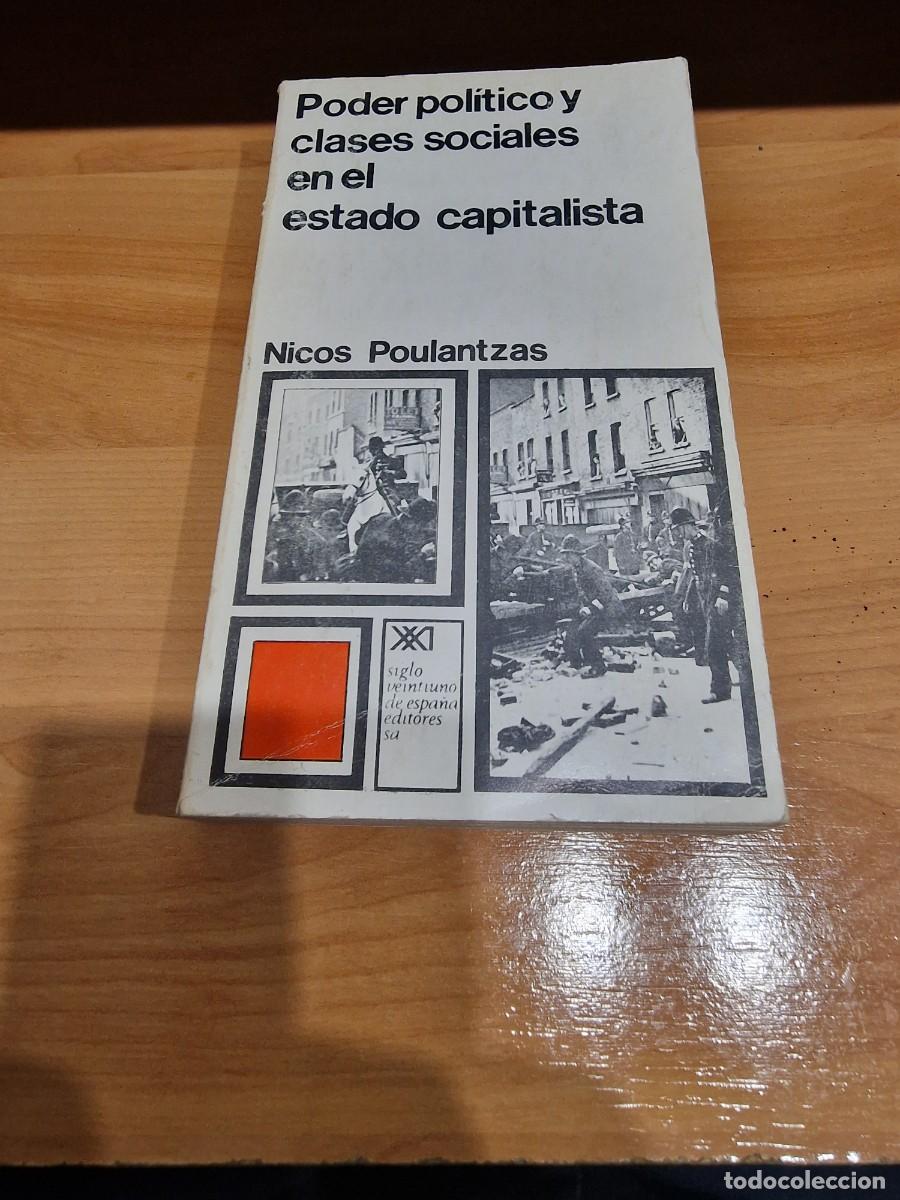 Poder político y
clases sociales
en el
estado capitalista
Nicos Poulantzas
XXI
siglo
veintiuno
de españa
editores
sa
todocoleccion